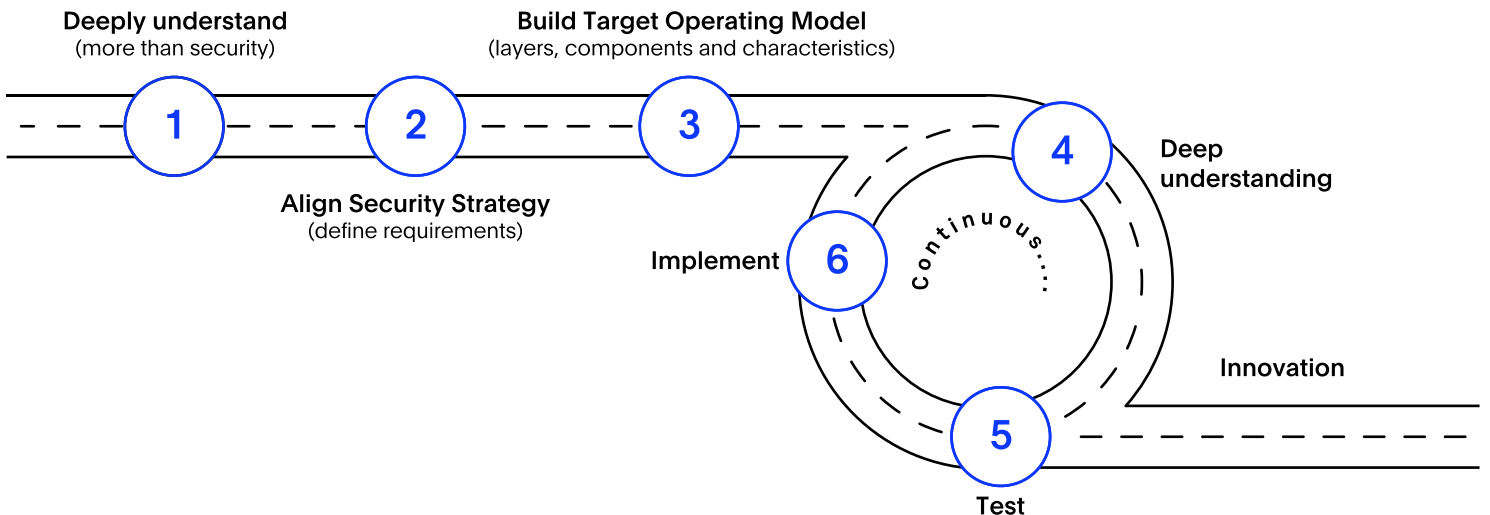 Deeply understand
(more than security)
Build Target Operating Model
(layers, components and characteristics)
1
2
3
4
Align Security Strategy
(define requirements)
Deep
understanding
Continuous....
Implement
6
Innovation
5
Test